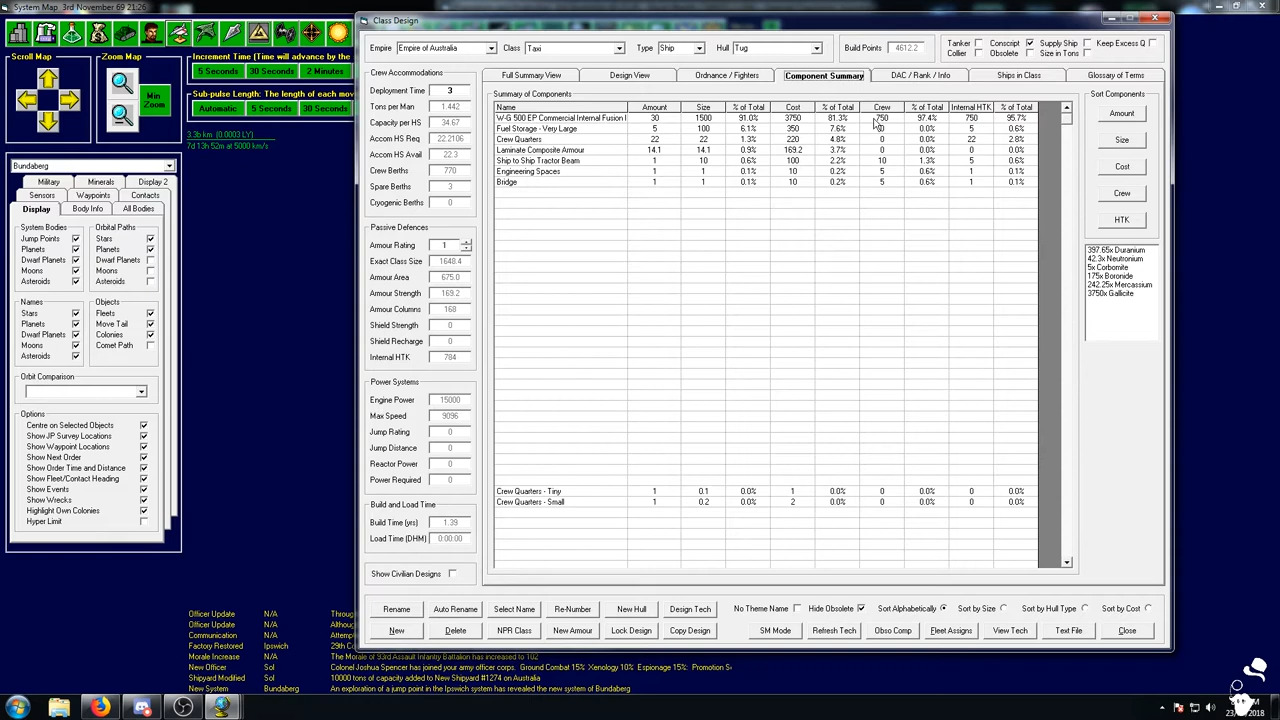 System Map  3rd November 69 21:26
Scroll Map
Zoom Map
Min Zoom
Increment Time (Time will advance by the
5 Seconds 30 Seconds 2 Minutes
Sub-pulse Length: The length of each mov
Automatic 5 Seconds 30 Seconds
3.3b km  (0.0003 LY)
7d 13h 52m at 5000 km/s
Bundaberg
Military Minerals Display 2
Sensors Waypoints Contacts
Display Body Info All Bodies
System Bodies
Jump Points
Planets
Dwarf Planets
Moons
Asteroids
Orbital Paths
Stars
Planets
Dwarf Planets
Moons
Asteroids
Names
Stars
Planets
Dwarf Planets
Moons
Asteroids
Objects
Fleets
Move Tail
Colonies
Comet Path
Orbit Comparison
Options
Centre on Selected Objects
Show JP Survey Locations
Show Waypoint Locations
Show Next Order
Show Order Time and Distance
Show Fleet/Contact Heading
Show Events
Show Wrecks
Highlight Own Colonies
Hyper Limit
Class Design
Empire Empire of Australia Class Taxi Type Ship Hull Tug Build Points 4612.2
Tanker Conscript Supply Ship Keep Excess Q
Collier Obsolete Size in Tons
Crew Accommodations
Deployment Time 3
Tons per Man 1.442
Capacity per HS 34.67
Accom HS Req 22.2106
Accom HS Avail 22.3
Crew Berths 770
Spare Berths 3
Cryogenic Berths 0
Passive Defences
Armour Rating 1
Exact Class Size 1648.4
Armour Area 675.0
Armour Strength 169.2
Armour Columns 168
Shield Strength 0
Shield Recharge 0
Internal HTK 784
Power Systems
Engine Power 15000
Max Speed 9096
Jump Rating 0
Jump Distance 0
Reactor Power 0
Power Required 0
Build and Load Time
Build Time (yrs) 1.39
Load Time (DHM) 0:00:00
Show Civilian Designs
Full Summary View Design View Ordnance / Fighters Component Summary DAC / Rank / Info Ships in Class Glossary of Terms
Summary of Components
Name Amount Size % of Total Cost % of Total Crew % of Total Internal HTK % of Total
W-G 500 EP Commercial Internal Fusion 30 1500 91.0% 3750 81.3% 750 97.4% 750 95.7%
Fuel Storage - Very Large 5 100 6.1% 350 7.6% 0 0.0% 5 0.6%
Crew Quarters 22 22 1.3% 220 4.8% 0 0.0% 22 2.8%
Laminate Composite Armour 14.1 14.1 0.9% 169.2 3.7% 0 0.0% 0 0.0%
Ship to Ship Tractor Beam 1 10 0.6% 100 2.2% 10 1.3% 5 0.6%
Engineering Spaces 1 1 0.1% 10 0.2% 5 0.6% 1 0.1%
Bridge 1 1 0.1% 10 0.2% 5 0.6% 1 0.1%
Crew Quarters - Tiny 1 0.1 0.0% 1 0.0% 0 0.0% 0 0.0%
Crew Quarters - Small 1 0.2 0.0% 2 0.0% 0 0.0% 0 0.0%
Sort Components
Amount
Size
Cost
Crew
HTK
397.65x Duranium
42.3x Neutronium
5x Corbomite
175x Boronide
242.25x Mercassium
3750x Gallicite
Rename Auto Rename Select Name Re-Number New Hull Design Tech No Theme Name Hide Obsolete Sort Alphabetically Sort by Size Sort by Hull Type Sort by Cost
New Delete NPR Class New Armour Lock Design Copy Design SM Mode Refresh Tech Obso Comp Fleet Assigns View Tech Text File Close
Officer Update N/A Throu
Officer Update N/A Althou
Communication N/A Attem
Factory Restored Ipswich 29th C
Morale Increase N/A The Morale of 93rd Assault Infantry Battalion has increased to 102
New Officer Sol Colonel Joshua Spencer has joined your army officer corps.  Ground Combat 15%  Xenology 10%  Espionage 15%  Promotion S
Shipyard Modified Sol 10000 tons of capacity added to New Shipyard #1274 on Australia
New System Bundaberg An exploration of a jump point in the Ipswich system has revealed the new system of Bundaberg